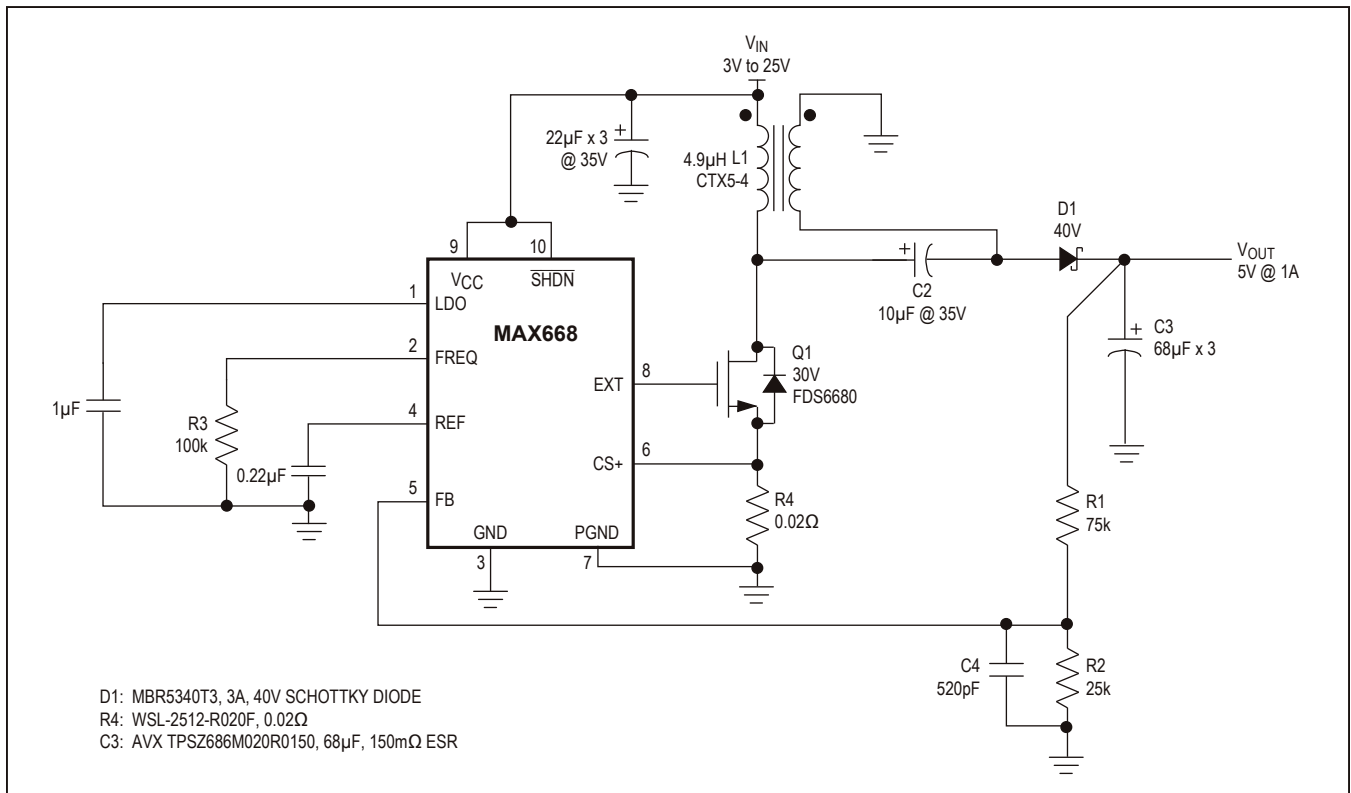 VIN
3V to 25V
22µF x 3
@ 35V
4.9µH L1
CTX5-4
D1
40V
VOUT
5V @ 1A
C2
10µF @ 35V
C3
68µF x 3
9
10
VCC
SHDN
1
LDO
MAX668
2
FREQ
EXT
8
Q1
30V
FDS6680
1µF
R3
100k
4
REF
0.22µF
CS+
6
5
FB
R4
0.02Ω
R1
75k
GND
PGND
3
7
C4
520pF
R2
25k
D1: MBR5340T3, 3A, 40V SCHOTTKY DIODE
R4: WSL-2512-R020F, 0.02Ω
C3: AVX TPSZ686M020R0150, 68µF, 150mΩ ESR